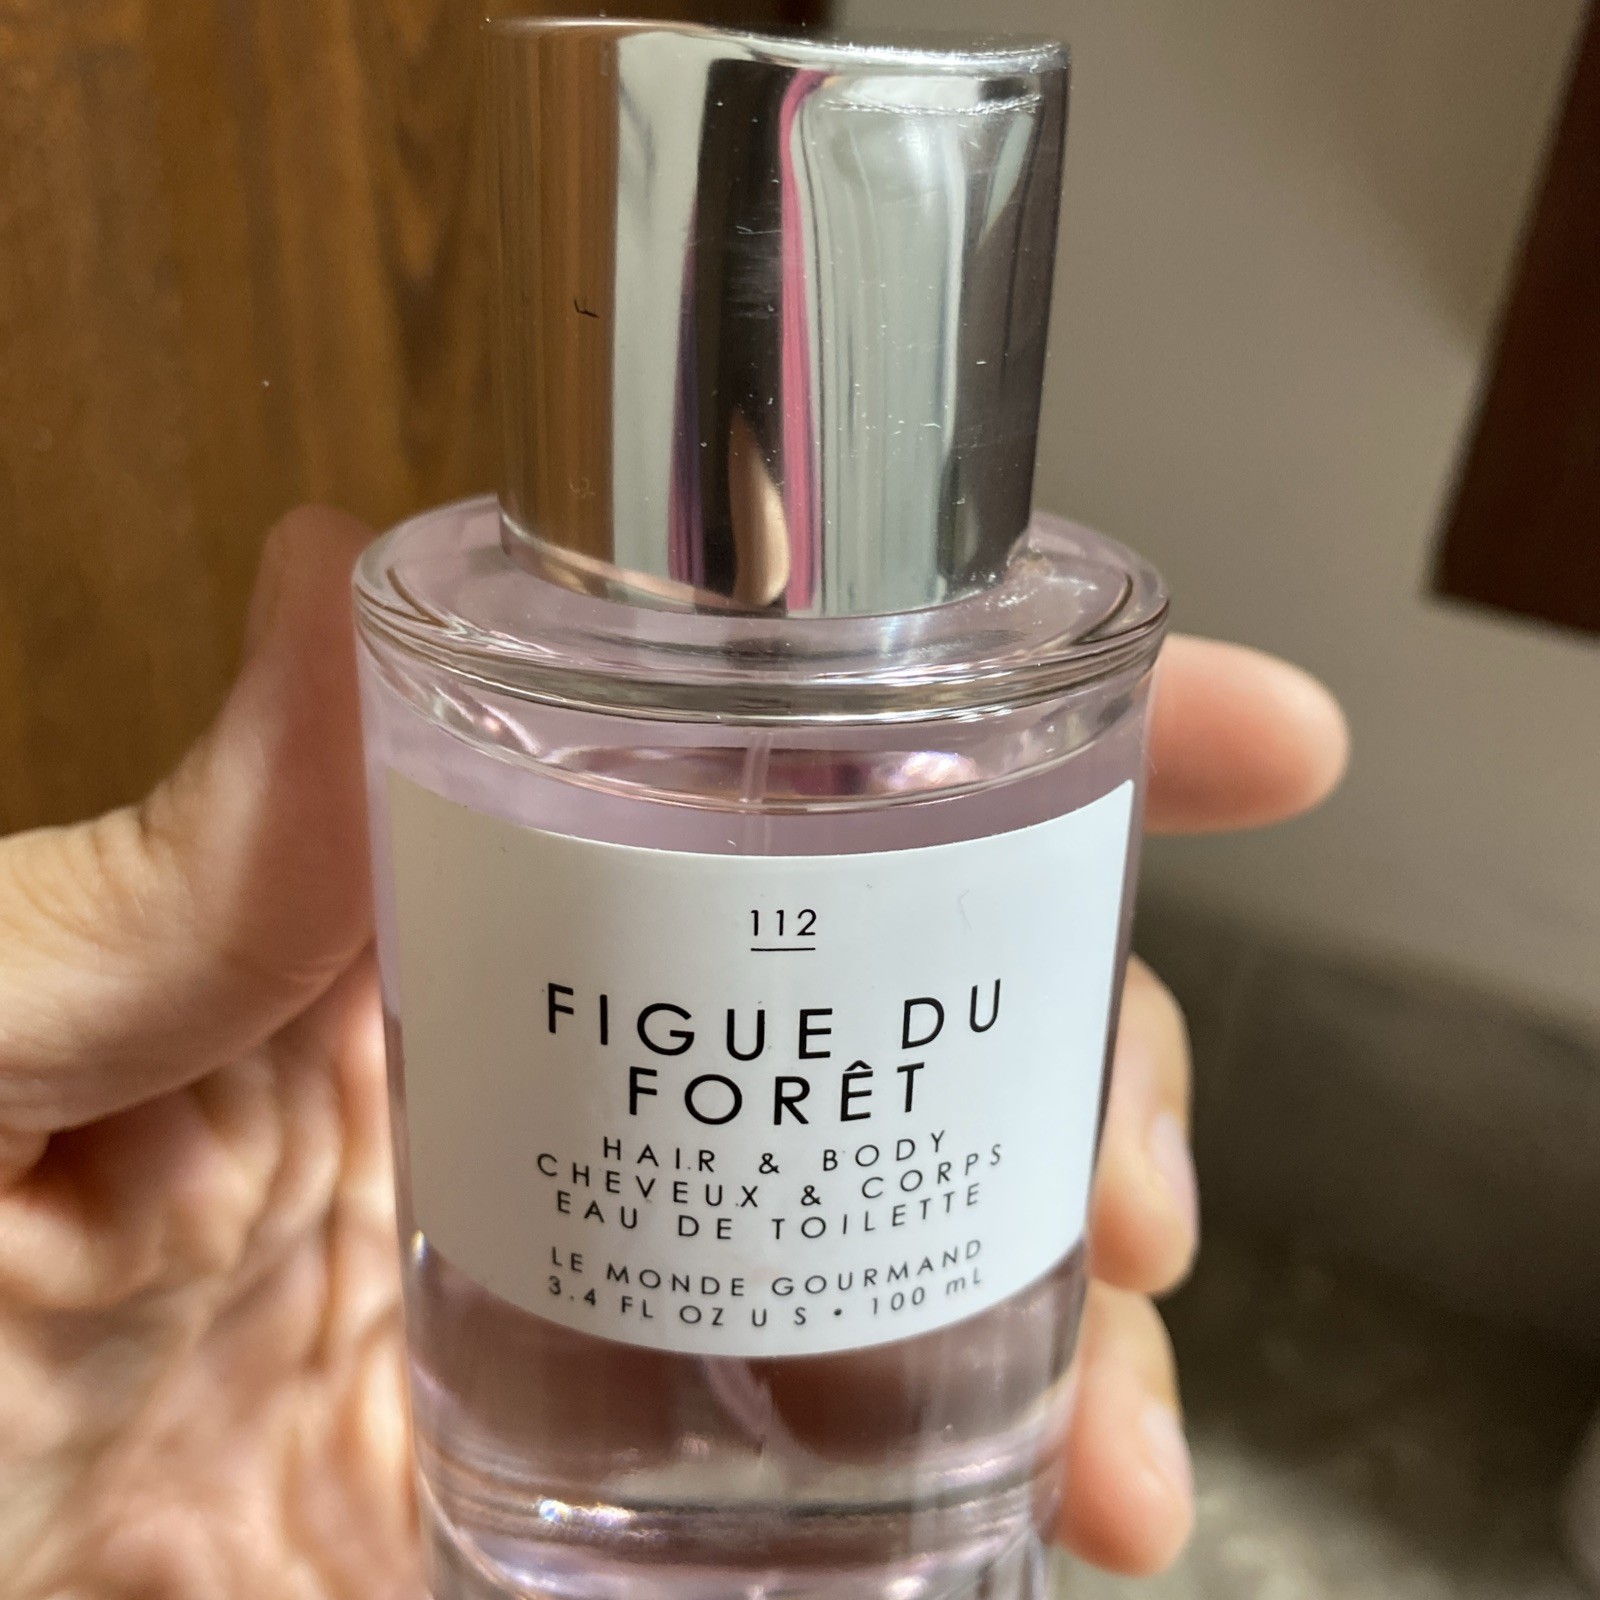 112
FIGUE DU
FORÊT
HAIR & BODY
CHEVEUX & CORPS
EAU DE TOILETTE
LE MONDE GOURMAND
3.4 FL OZ U S • 100 mL